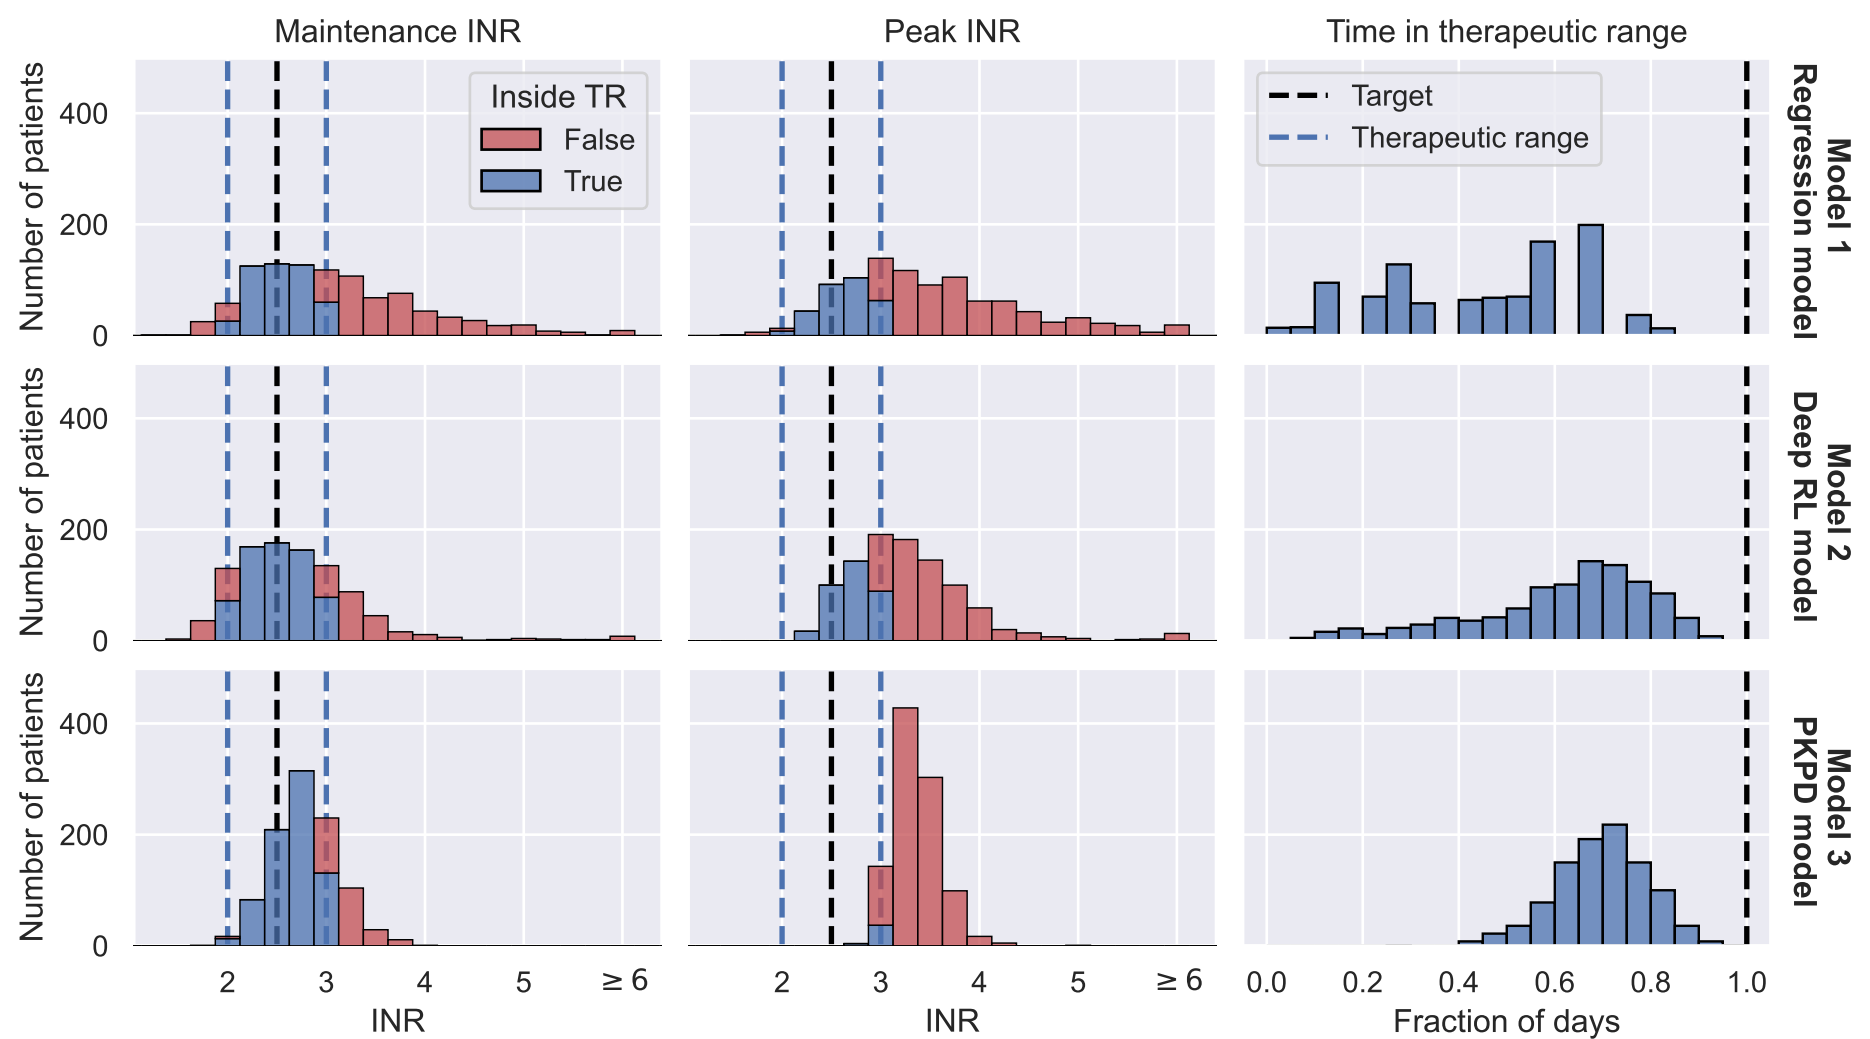 Maintenance INR
Peak INR
Time in therapeutic range
Number of patients
400
200
0
Inside TR
False
True
Target
Therapeutic range
Model 1
Regression model
Number of patients
400
200
0
Model 2
Deep RL model
Number of patients
400
200
0
Model 3
PKPD model
2 3 4 5 ≥ 6
INR
2 3 4 5 ≥ 6
INR
0.0 0.2 0.4 0.6 0.8 1.0
Fraction of days